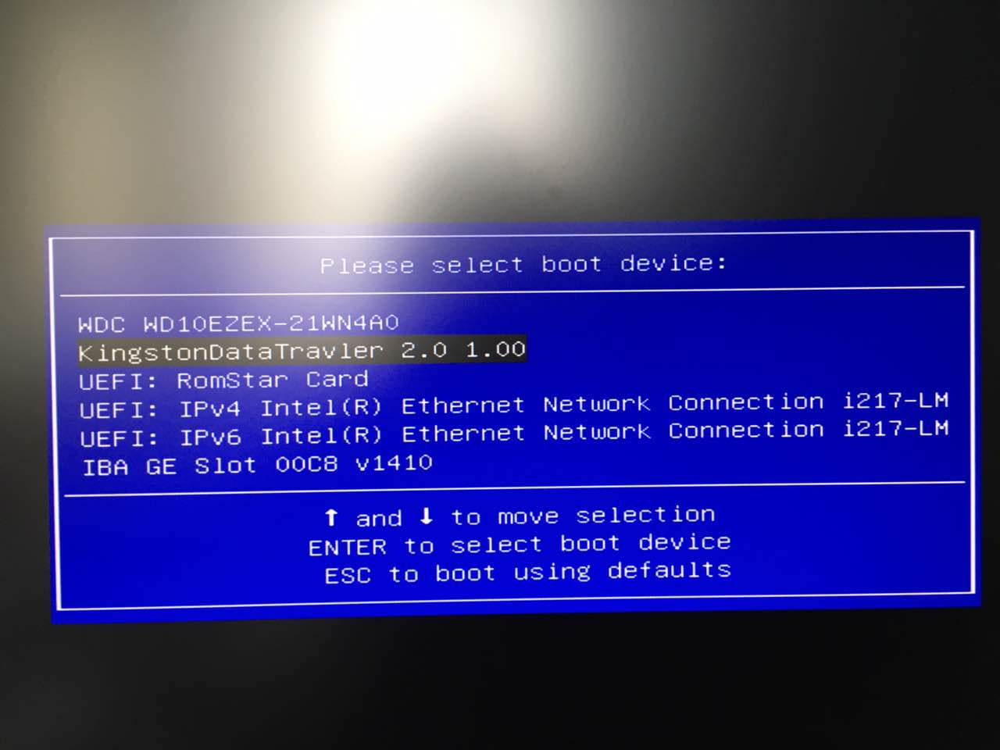 Please select boot device:
WDC WD10EZEX-21WN4A0
KingstonDataTravler 2.0 1.00
UEFI: RomStar Card
UEFI: IPv4 Intel(R) Ethernet Network Connection i217-LM
UEFI: IPv6 Intel(R) Ethernet Network Connection i217-LM
IBA GE Slot 00C8 v1410
↑ and ↓ to move selection
ENTER to select boot device
ESC to boot using defaults